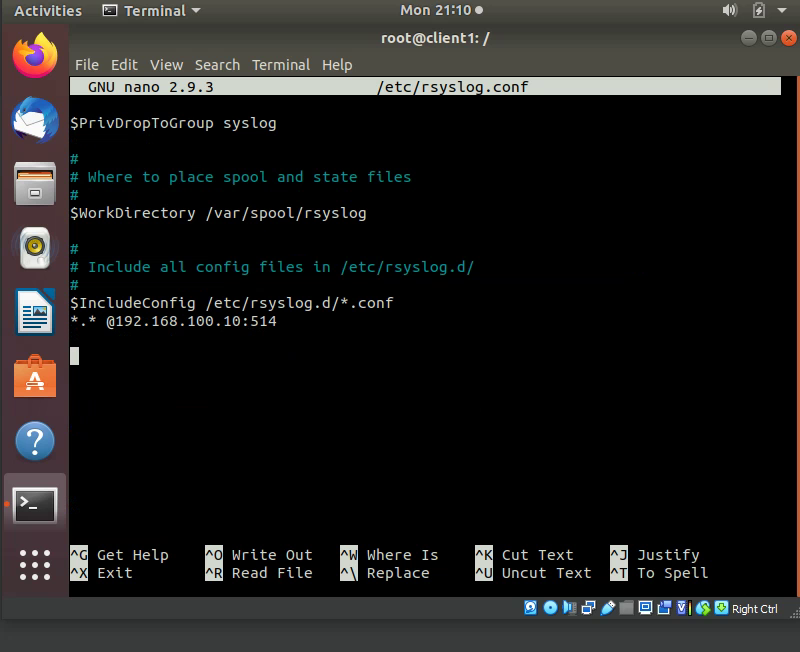 Activities Terminal Mon 21:10
root@client1: /
File Edit View Search Terminal Help
GNU nano 2.9.3 /etc/rsyslog.conf
$PrivDropToGroup syslog
#
# Where to place spool and state files
#
$WorkDirectory /var/spool/rsyslog
#
# Include all config files in /etc/rsyslog.d/
#
$IncludeConfig /etc/rsyslog.d/*.conf
*.* @192.168.100.10:514
^G Get Help ^O Write Out ^W Where Is ^K Cut Text ^J Justify
^X Exit ^R Read File ^\ Replace ^U Uncut Text ^T To Spell
Right Ctrl